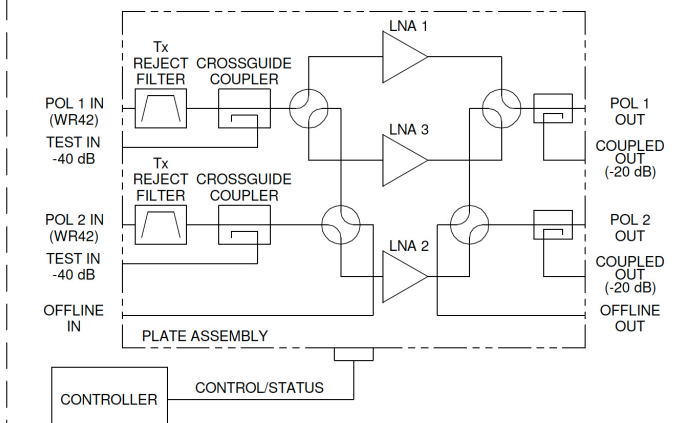 LNA 1
Tx
REJECT
FILTER
CROSSGUIDE
COUPLER
POL 1 IN
(WR42)
TEST IN
-40 dB
LNA 3
POL 1
OUT
COUPLED
OUT
(-20 dB)
Tx
REJECT
FILTER
CROSSGUIDE
COUPLER
POL 2 IN
(WR42)
TEST IN
-40 dB
LNA 2
POL 2
OUT
COUPLED
OUT
(-20 dB)
OFFLINE
IN
OFFLINE
OUT
PLATE ASSEMBLY
CONTROL/STATUS
CONTROLLER